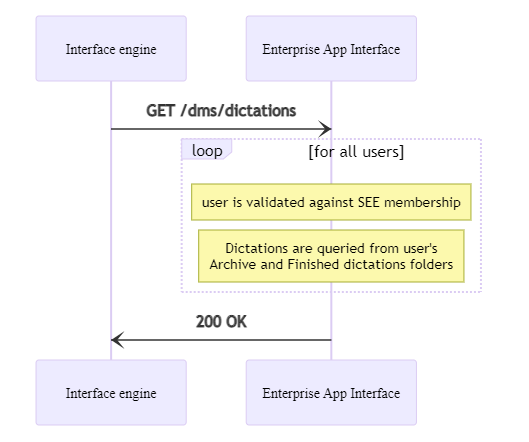 Interface engine
Enterprise App Interface
GET /dms/dictations
loop
[for all users]
user is validated against SEE membership
Dictations are queried from user's
Archive and Finished dictations folders
200 OK
Interface engine
Enterprise App Interface